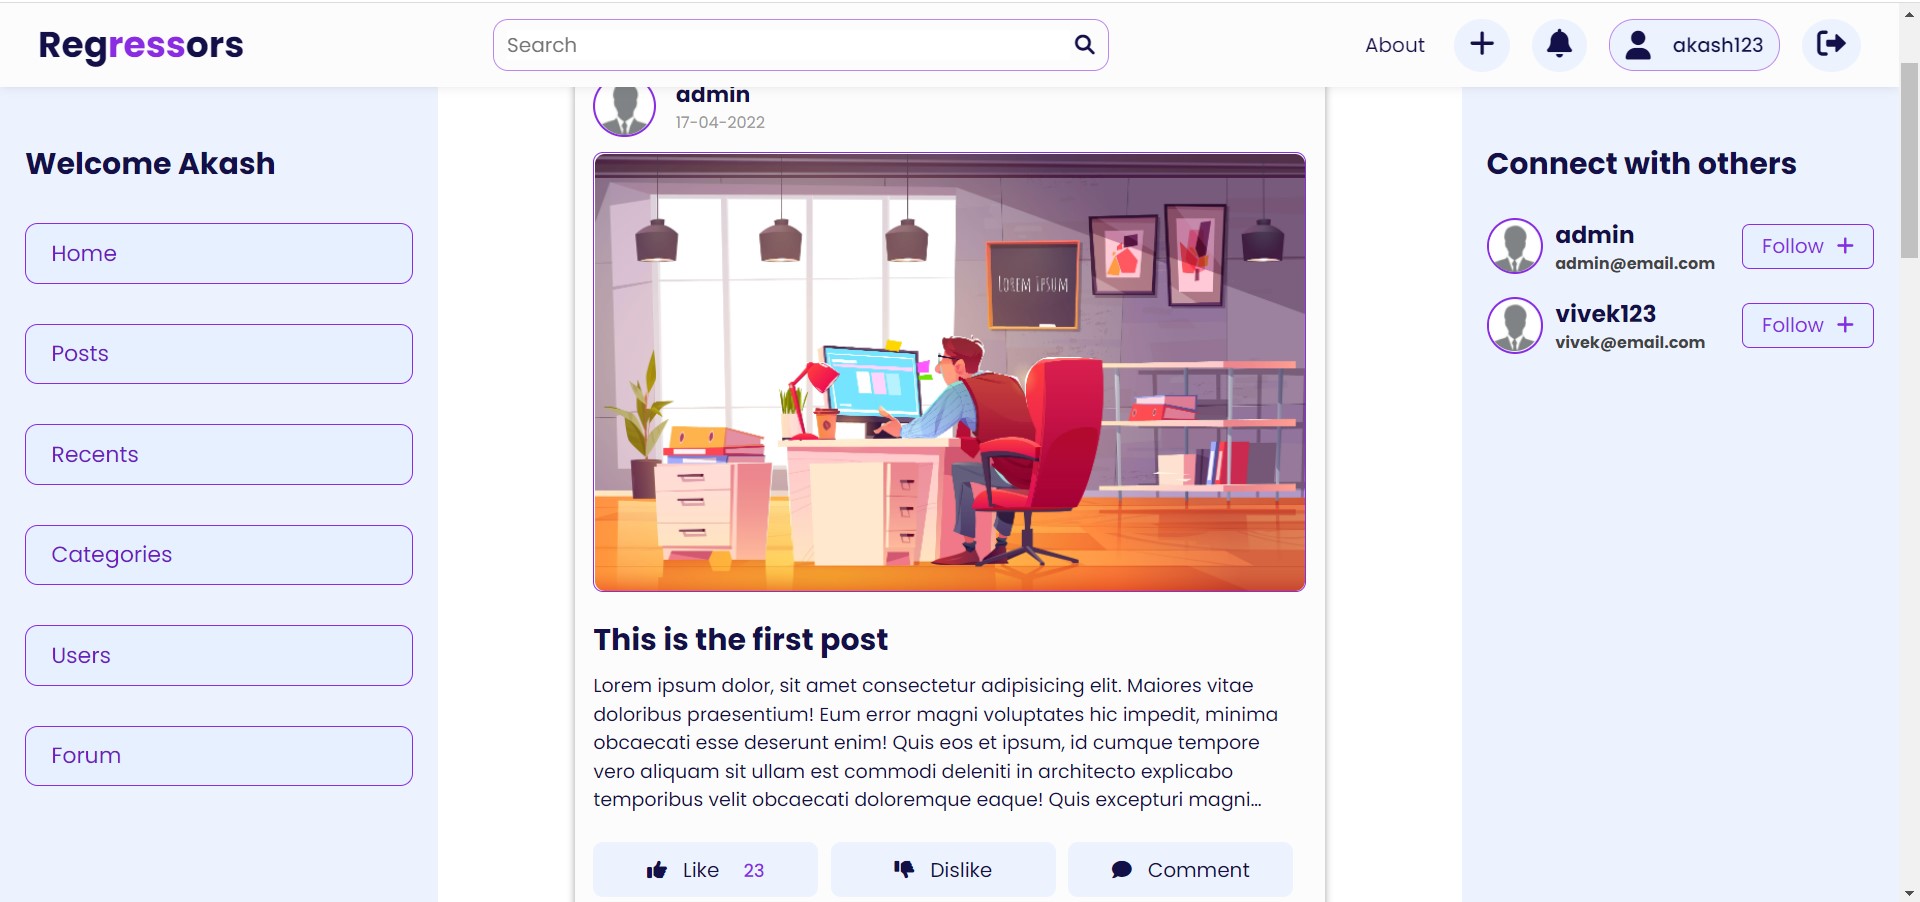 Regressors
Search
About
akash123
Welcome Akash
Home
Posts
Recents
Categories
Users
Forum
admin
17-04-2022
LOREM IPSUM
This is the first post
Lorem ipsum dolor, sit amet consectetur adipisicing elit. Maiores vitae
doloribus praesentium! Eum error magni voluptates hic impedit, minima
obcaecati esse deserunt enim! Quis eos et ipsum, id cumque tempore
vero aliquam sit ullam est commodi deleniti in architecto explicabo
temporibus velit obcaecati doloremque eaque! Quis excepturi magni...
Like 23
Dislike
Comment
Connect with others
admin
admin@email.com
Follow +
vivek123
vivek@email.com
Follow +